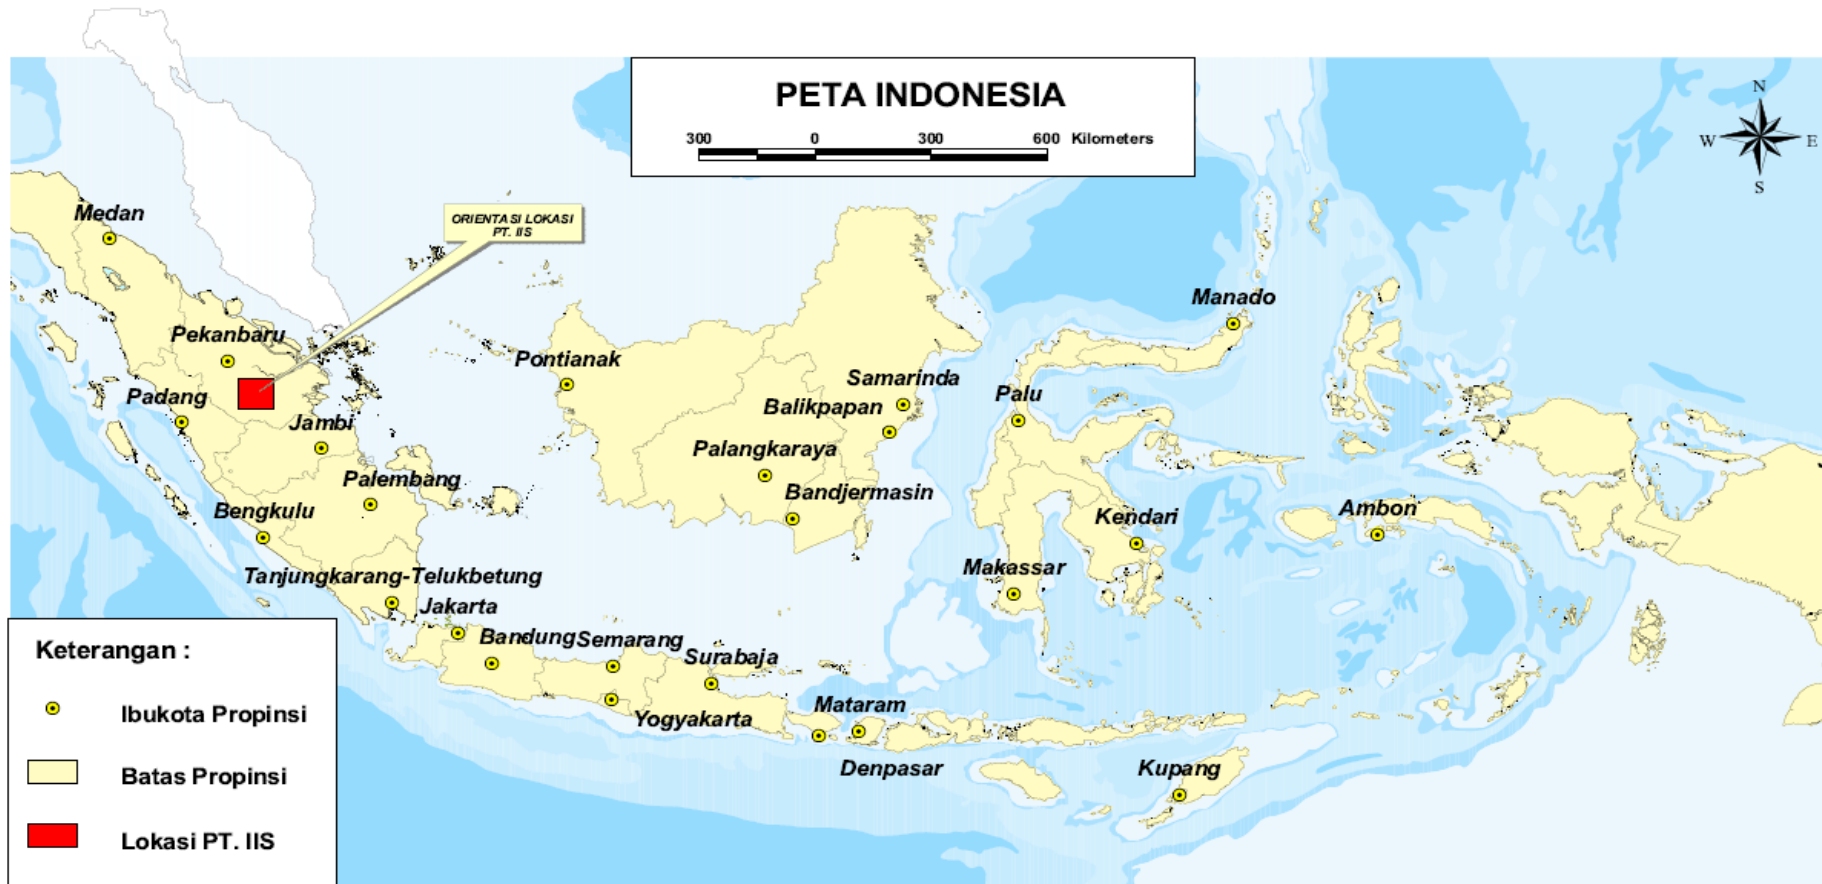 PETA INDONESIA
300 0 300 600 Kilometers
N
W E
S
ORIENTASI LOKASI
PT. IIS
Medan
Pekanbaru
Padang
Jambi
Palembang
Bengkulu
Tanjungkarang-Telukbetung
Jakarta
Bandung
Semarang
Surabaja
Yogyakarta
Mataram
Denpasar
Kupang
Pontianak
Samarinda
Balikpapan
Palangkaraya
Bandjermasin
Manado
Palu
Kendari
Makassar
Ambon
Keterangan :
Ibukota Propinsi
Batas Propinsi
Lokasi PT. IIS